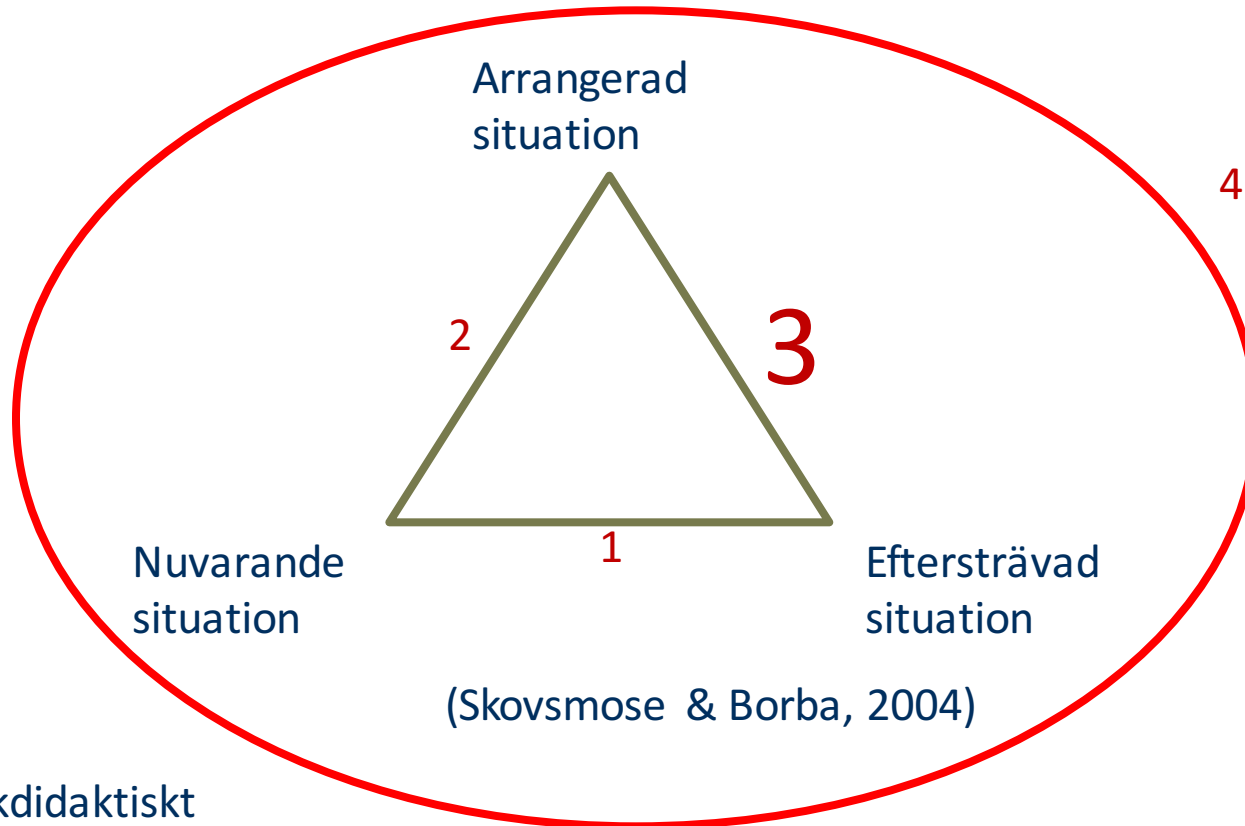 Arrangerad
situation
4
2
3
1
Nuvarande
situation
Eftersträvad
situation
(Skovsmose & Borba, 2004)
kdidaktiskt